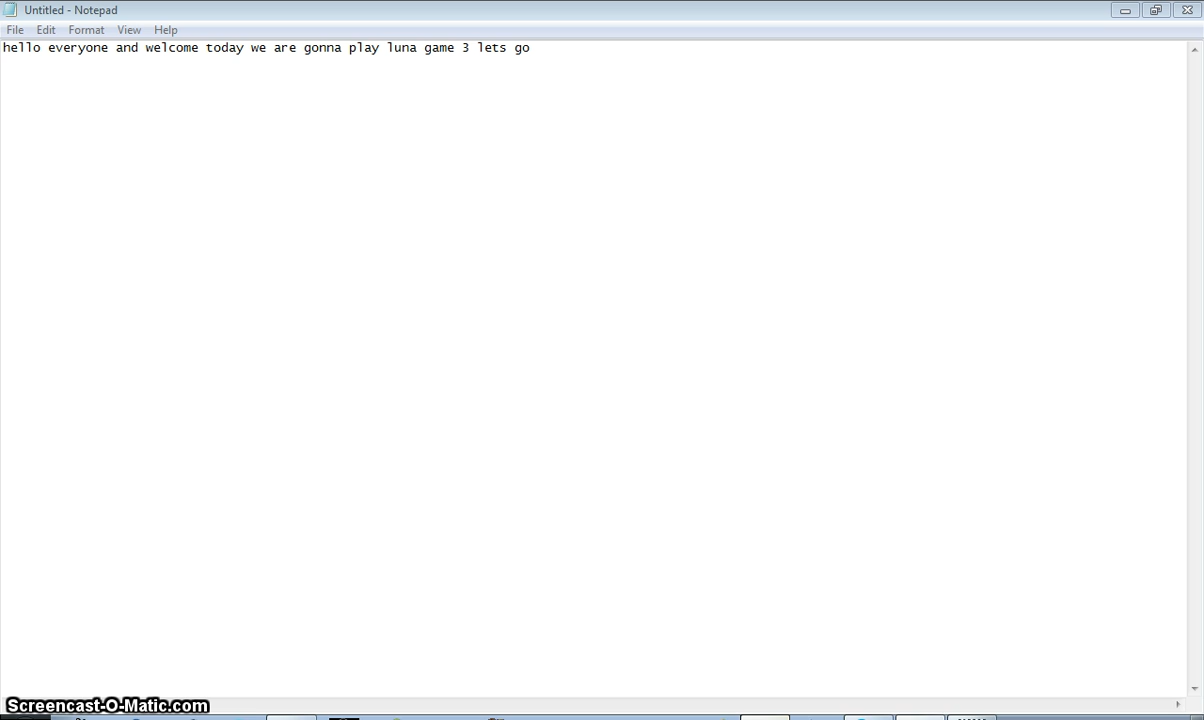 Untitled - Notepad
File Edit Format View Help
hello everyone and welcome today we are gonna play luna game 3 lets go
Screencast-O-Matic.com